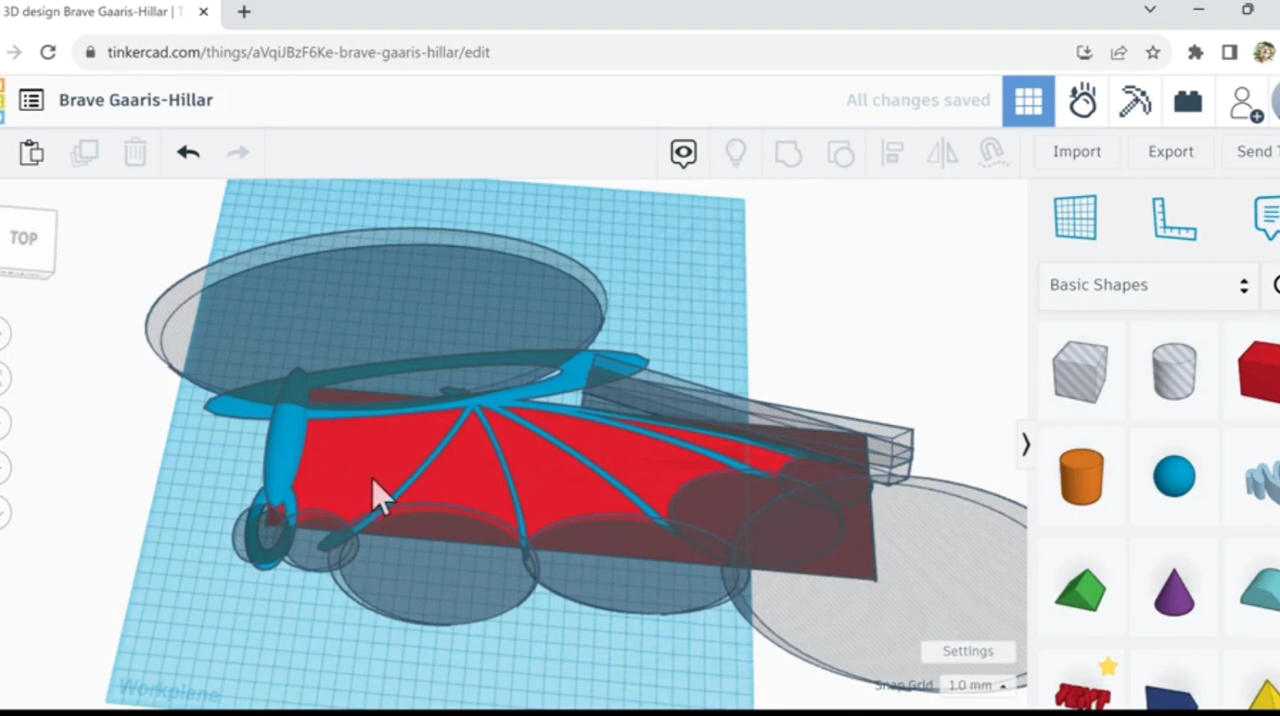 3D design Brave Gaaris-Hillar | T
tinkercad.com/things/aVqiJBzF6Ke-brave-gaaris-hillar/edit
Brave Gaaris-Hillar
All changes saved
Import
Export
Send T
TOP
Basic Shapes
TEXT
Settings
Workplane
Snap Grid 1.0 mm